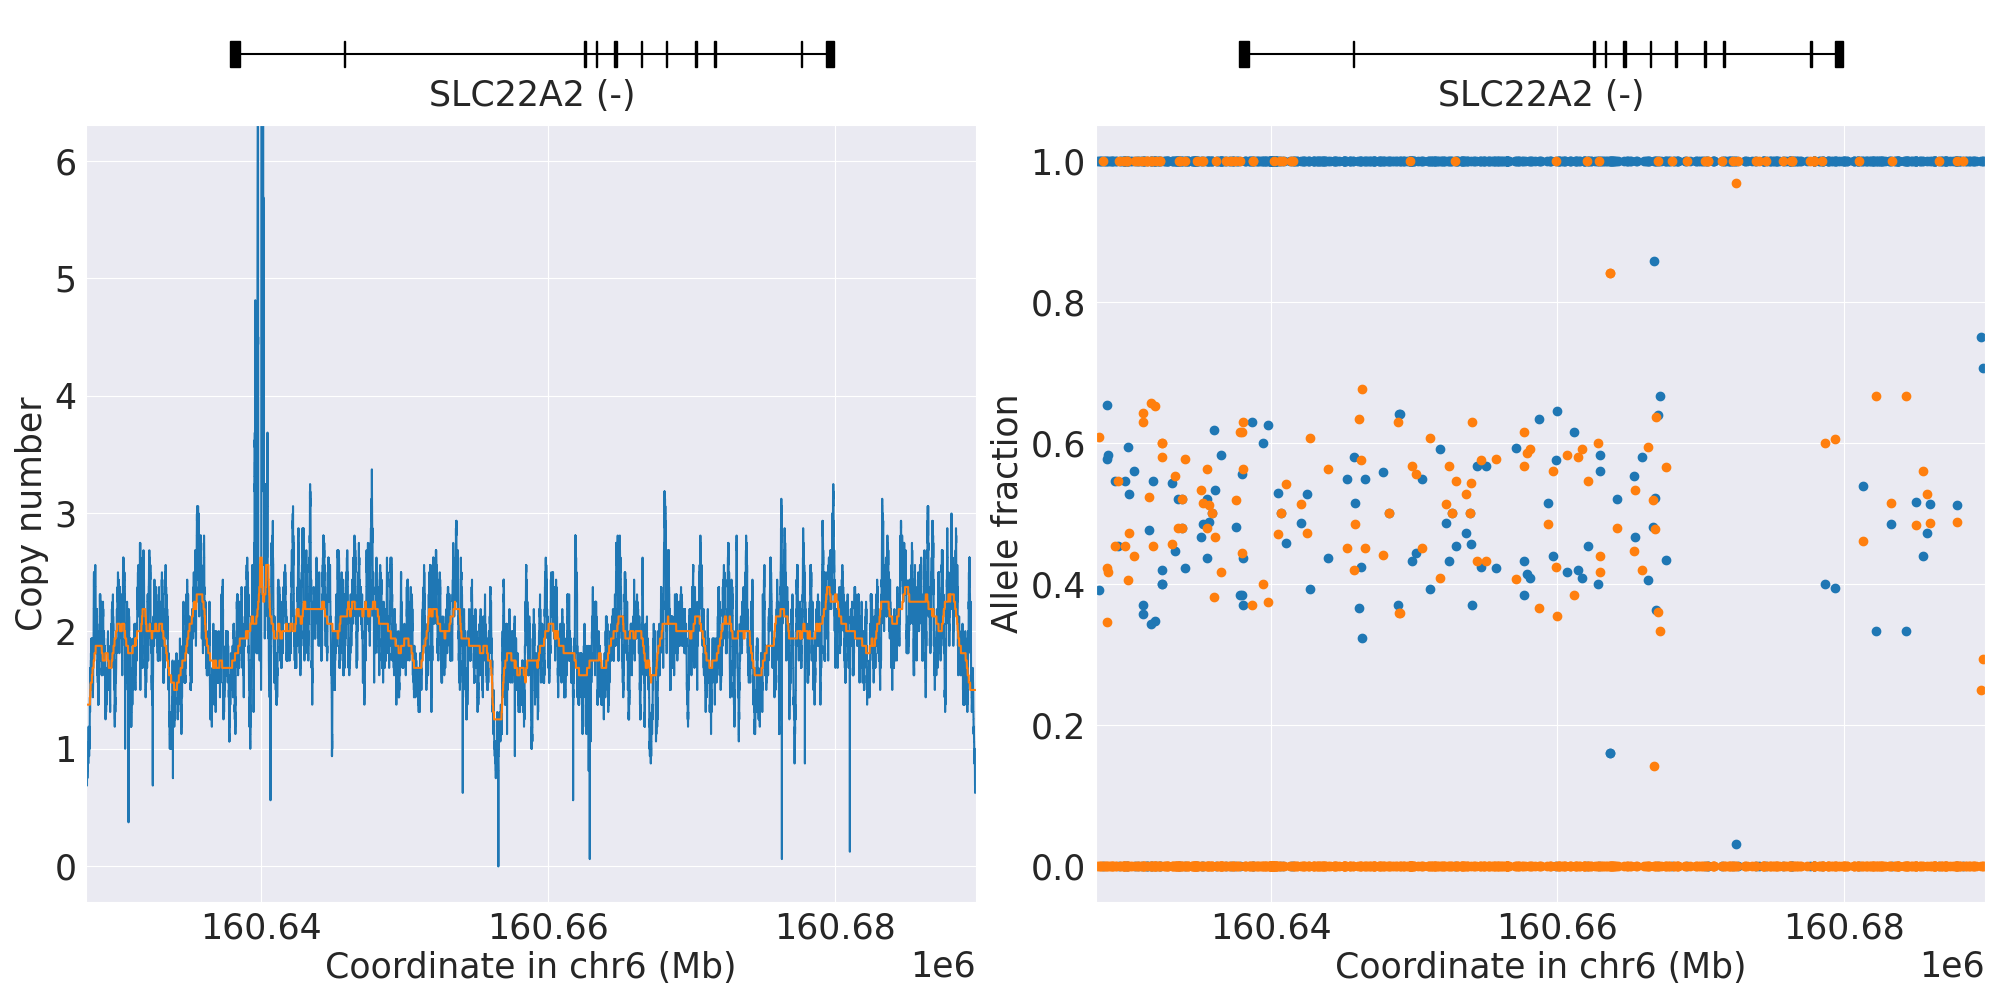 SLC22A2 (-)
SLC22A2 (-)
Copy number
6
5
4
3
2
1
0
160.64
160.66
160.68
Coordinate in chr6 (Mb)
1e6
Allele fraction
1.0
0.8
0.6
0.4
0.2
0.0
160.64
160.66
160.68
Coordinate in chr6 (Mb)
1e6